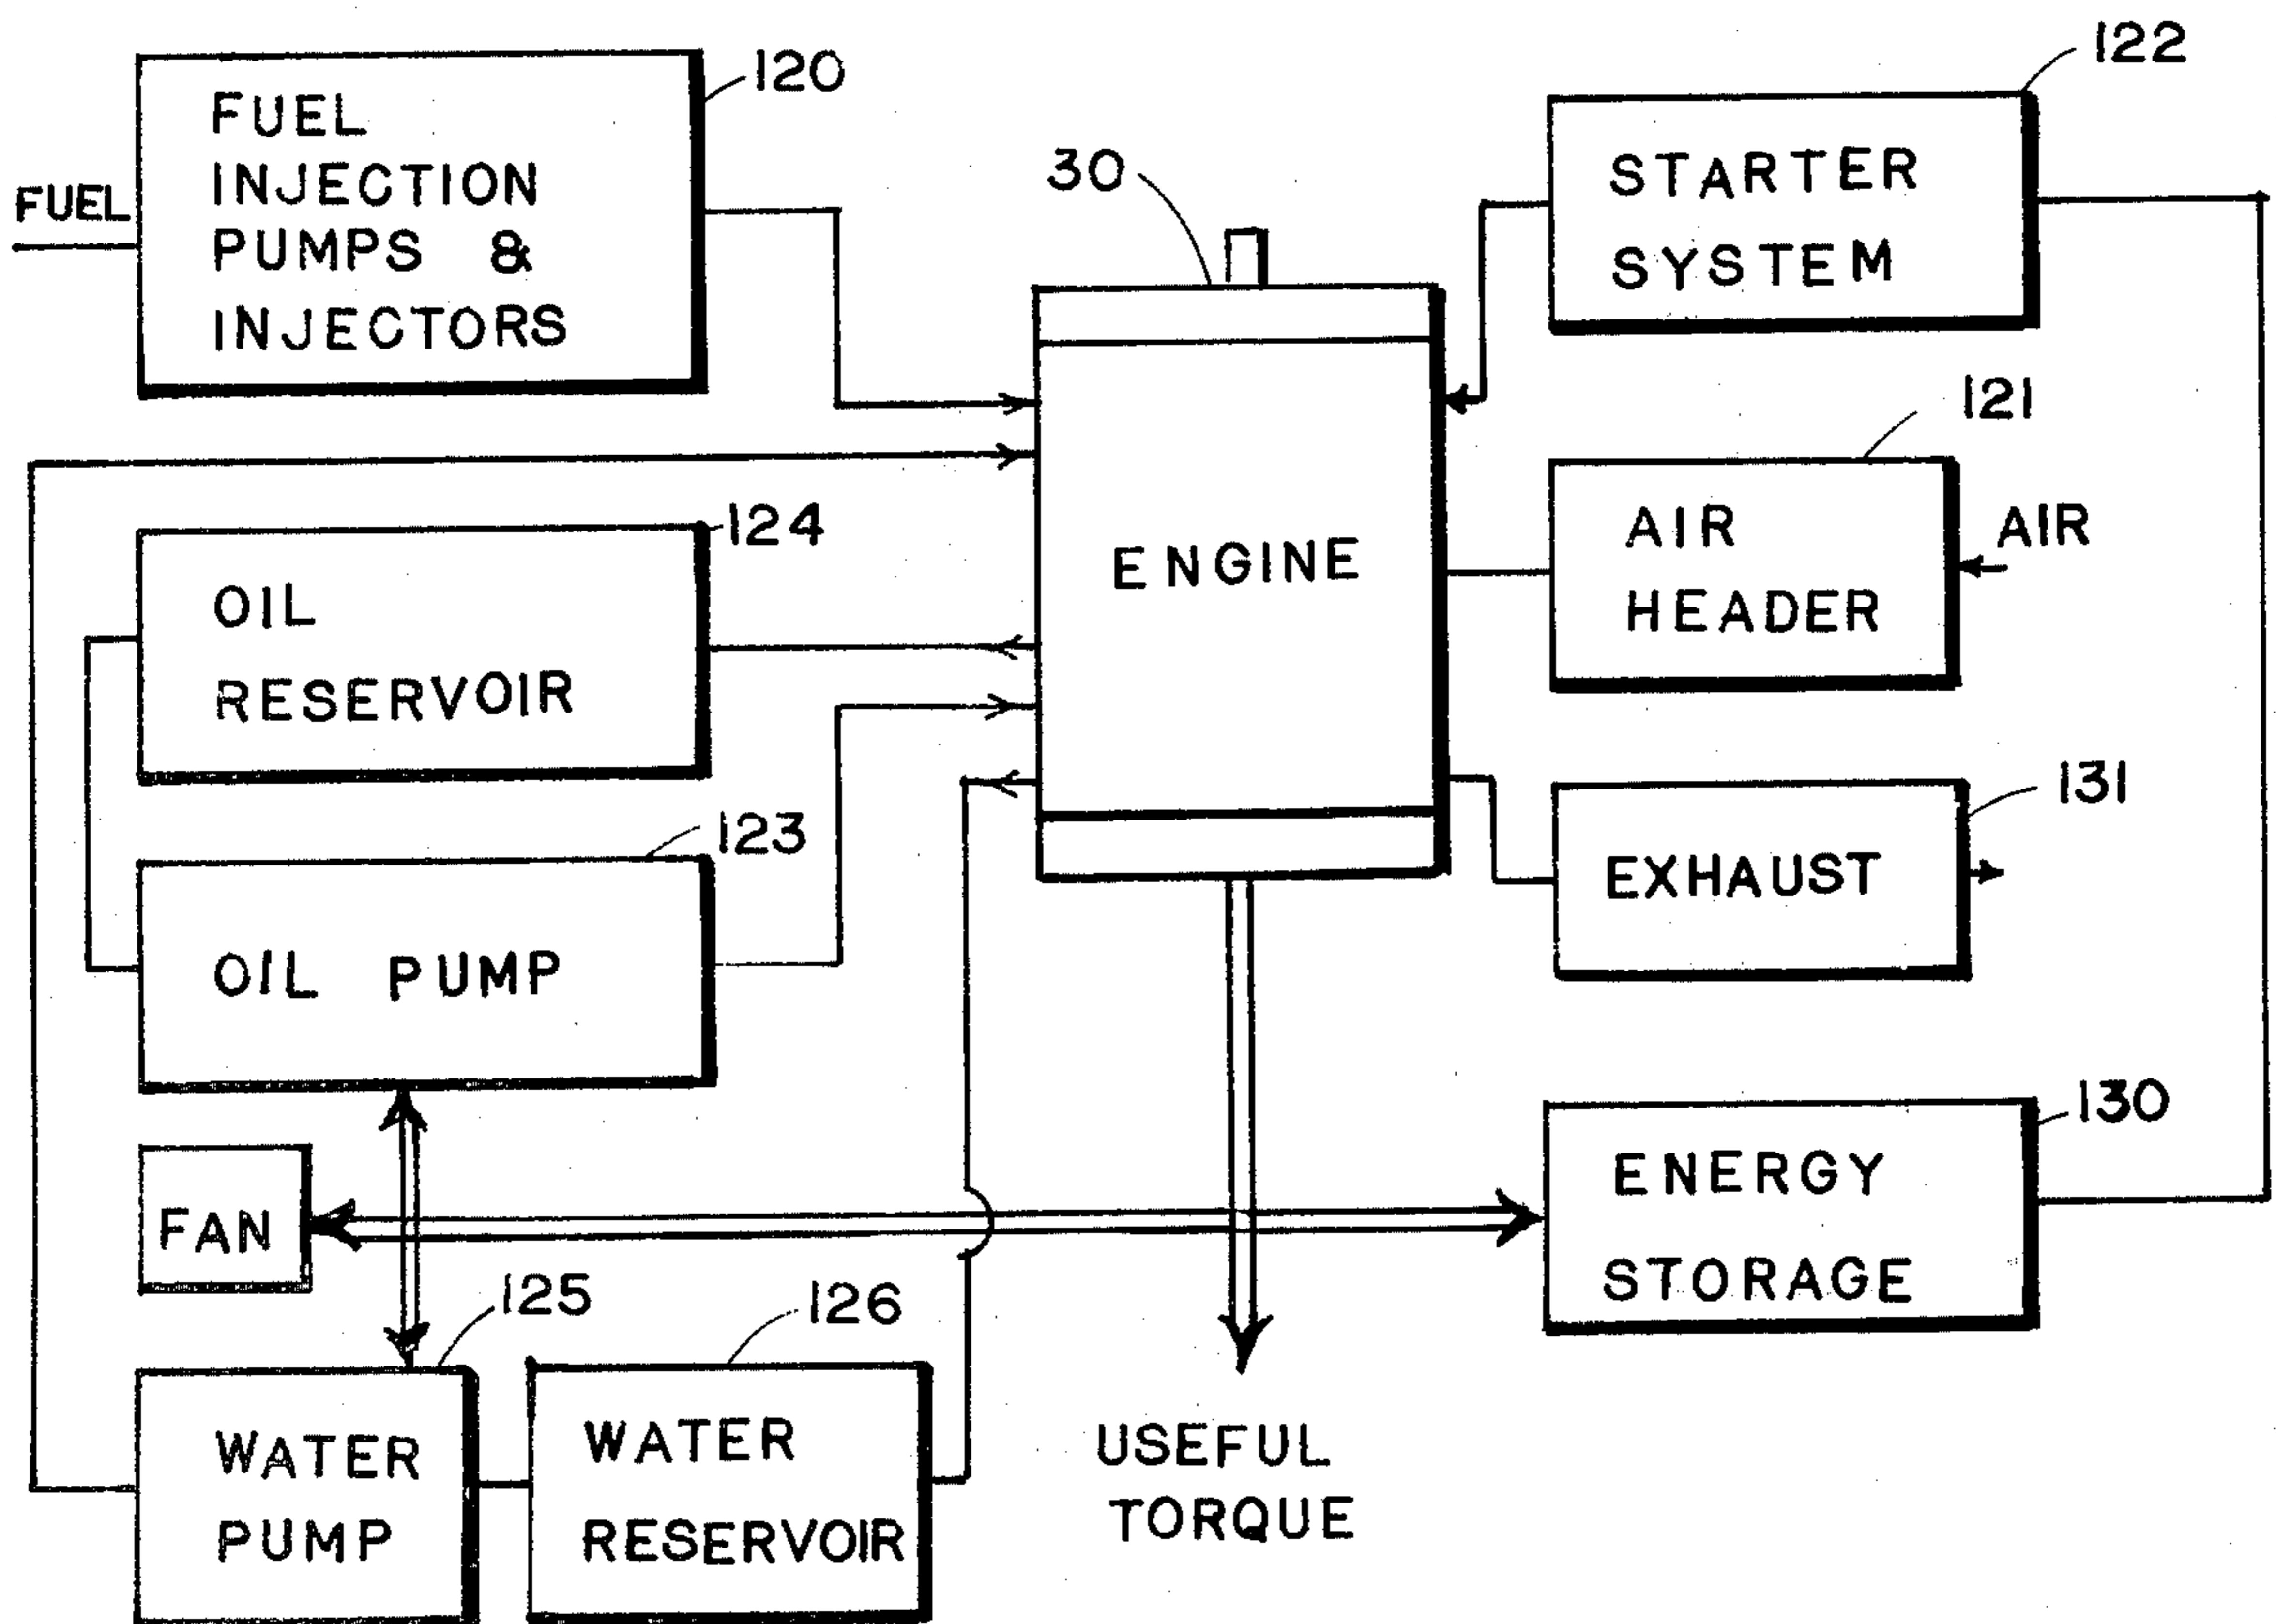 120
FUEL
INJECTION
PUMPS &
INJECTORS
FUEL
122
STARTER
SYSTEM
30
ENGINE
121
AIR
HEADER
AIR
124
OIL
RESERVOIR
123
OIL PUMP
131
EXHAUST
130
ENERGY
STORAGE
FAN
125
WATER
PUMP
126
WATER
RESERVOIR
USEFUL
TORQUE